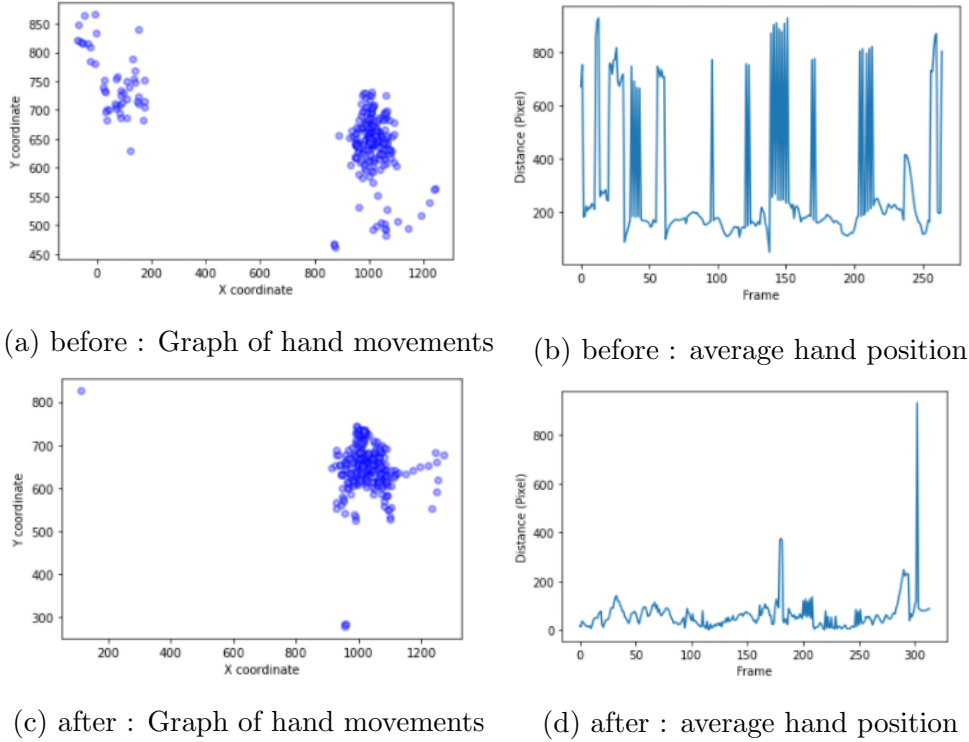 850
800
750
700
650
600
550
500
450
Y coordinate
0 200 400 600 800 1000 1200
X coordinate
(a) before : Graph of hand movements
800
600
400
200
Distance (Pixel)
0 50 100 150 200 250
Frame
(b) before : average hand position
800
700
600
500
400
300
Y coordinate
200 400 600 800 1000 1200
X coordinate
(c) after : Graph of hand movements
800
600
400
200
0
Distance (Pixel)
0 50 100 150 200 250 300
Frame
(d) after : average hand position